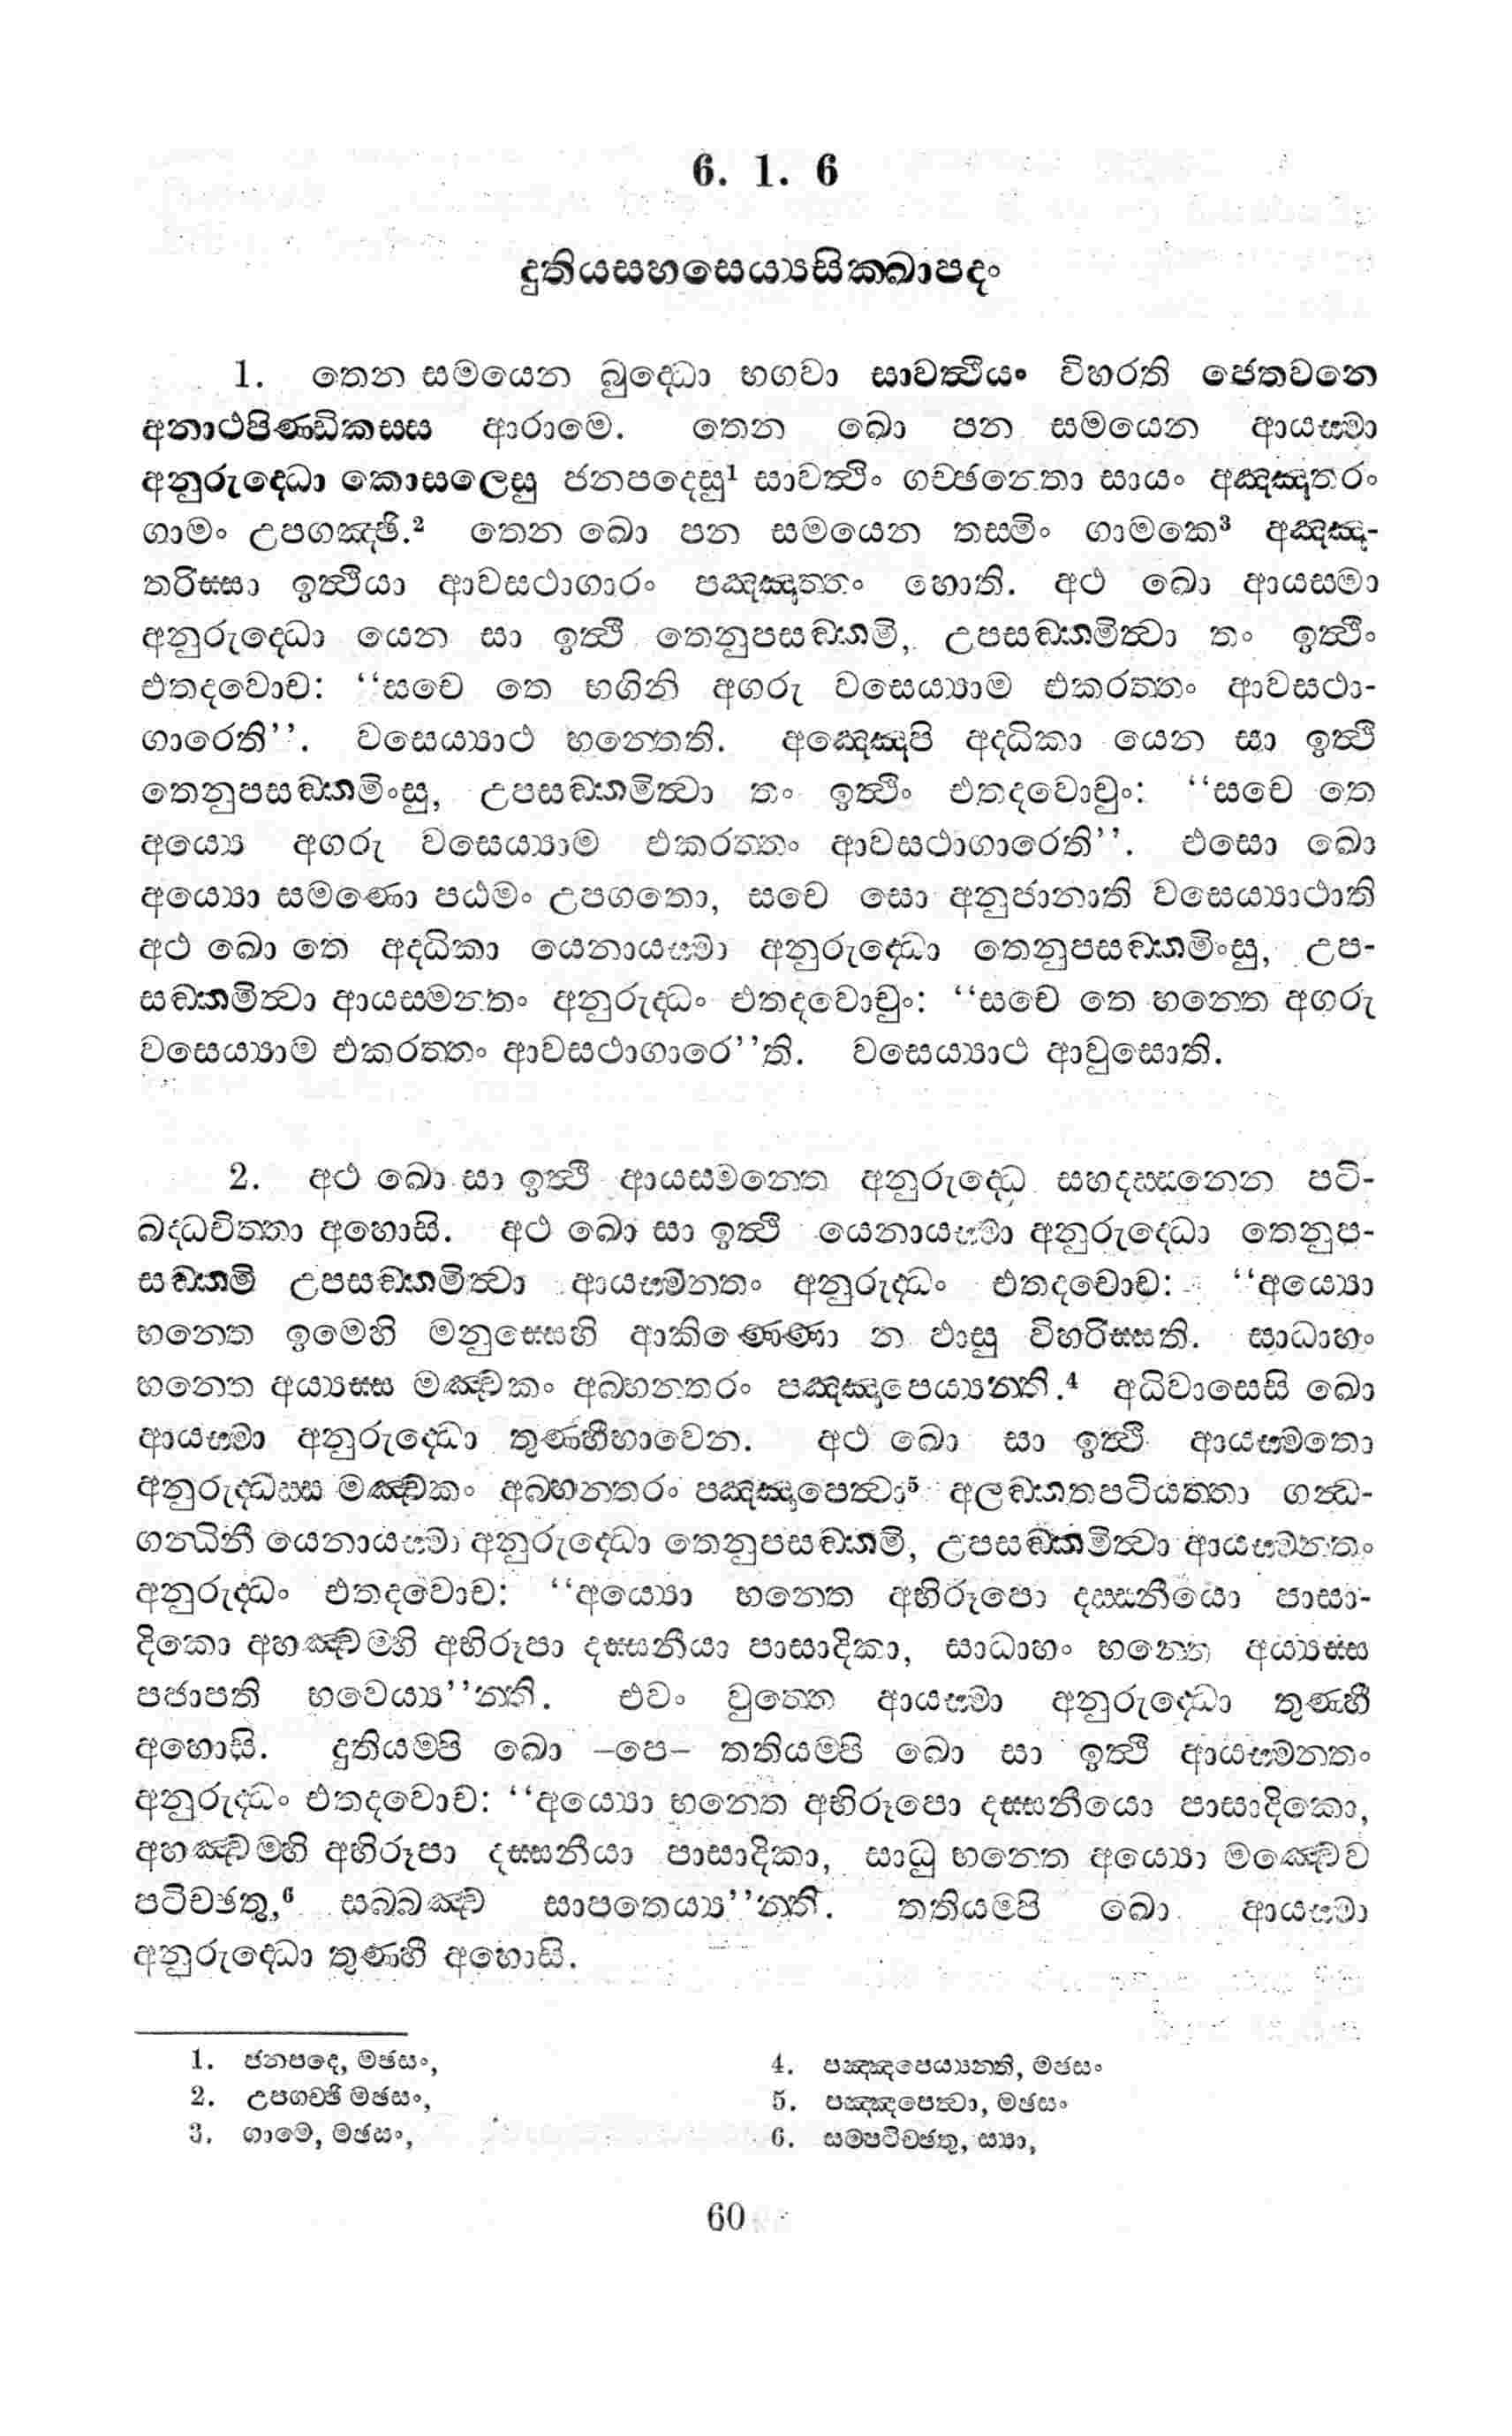 6. 1. 6
දුතියසහසෙය්‍යසික්ඛාපදං
1. තෙන සමයෙන බුද්ධො භගවා සාවත්ථියං විහරති ජෙතවනෙ
අනාථපිණ්ඩිකස්ස ආරාමෙ. තෙන ඛො පන සමයෙන ආයස්මා
අනුරුද්ධො කොසලෙසු ජනපදෙසු¹ සාවත්ථිං ගච්ඡන්තො සායං අඤ්ඤතරං
ගාමං උපගඤ්ඡි.² තෙන ඛො පන සමයෙන තස්මිං ගාමකෙ³ අඤ්ඤ-
තරිස්සා ඉත්ථියා ආවසථාගාරං පඤ්ඤත්තං හොති. අථ ඛො ආයස්මා
අනුරුද්ධො යෙන සා ඉත්ථි තෙනුපසඞ්කමි, උපසඞ්කමිත්වා තං ඉත්ථිං
එතදවොච: “සචෙ තෙ භගිනි අගරු වසෙය්‍යාම එකරත්තං ආවසථා-
ගාරෙති”. වසෙය්‍යාථ භන්තෙති. අඤ්ඤෙපි අද්ධිකා යෙන සා ඉත්ථි
තෙනුපසඞ්කමිංසු, උපසඞ්කමිත්වා තං ඉත්ථිං එතදවොචුං: “සචෙ තෙ
අය්‍යෙ අගරු වසෙය්‍යාම එකරත්තං ආවසථාගාරෙති”. එසො ඛො
අය්‍යො සමණො පඨමං උපගතො, සචෙ සො අනුජානාති වසෙය්‍යාථාති
අථ ඛො තෙ අද්ධිකා යෙනායස්මා අනුරුද්ධො තෙනුපසඞ්කමිංසු, උප-
සඞ්කමිත්වා ආයස්මන්තං අනුරුද්ධං එතදවොචුං: “සචෙ තෙ භන්තෙ අගරු
වසෙය්‍යාම එකරත්තං ආවසථාගාරෙ”ති. වසෙය්‍යාථ ආවුසොති.
2. අථ ඛො සා ඉත්ථි ආයස්මන්තෙ අනුරුද්ධෙ සහදස්සනෙන පටි-
බද්ධචිත්තා අහොසි. අථ ඛො සා ඉත්ථි යෙනායස්මා අනුරුද්ධො තෙනුප-
සඞ්කමි උපසඞ්කමිත්වා ආයස්මන්තං අනුරුද්ධං එතදවොච: “අය්‍යො
භන්තෙ ඉමෙහි මනුස්සෙහි ආකිණ්ණො න ඵාසු විහරිස්සති. සාධාහං
භන්තෙ අය්‍යස්ස මඤ්චකං අබ්භන්තරං පඤ්ඤපෙය්‍යන්ති.⁴ අධිවාසෙසි ඛො
ආයස්මා අනුරුද්ධො තුණ්හීභාවෙන. අථ ඛො සා ඉත්ථි ආයස්මතො
අනුරුද්ධස්ස මඤ්චකං අබ්භන්තරං පඤ්ඤපෙත්වා⁵ අලඞ්කතපටියත්තා ගන්ධ-
ගන්ධිනී යෙනායස්මා අනුරුද්ධො තෙනුපසඞ්කමි, උපසඞ්කමිත්වා ආයස්මන්තං
අනුරුද්ධං එතදවොච: “අය්‍යො භන්තෙ අභිරූපො දස්සනීයො පාසා-
දිකො අහඤ්චම්හි අභිරූපා දස්සනීයා පාසාදිකා, සාධාහං භන්තෙ අය්‍යස්ස
පජාපති භවෙය්‍ය”න්ති. එවං වුත්තෙ ආයස්මා අනුරුද්ධො තුණ්හී
අහොසි. දුතියම්පි ඛො –පෙ– තතියම්පි ඛො සා ඉත්ථි ආයස්මන්තං
අනුරුද්ධං එතදවොච: “අය්‍යො භන්තෙ අභිරූපො දස්සනීයො පාසාදිකො,
අහඤ්චම්හි අභිරූපා දස්සනීයා පාසාදිකා, සාධු භන්තෙ අය්‍යො මඤ්චෙව
පටිච්ඡතු,⁶ සබ්බඤ්ච සාපතෙය්‍ය”න්ති. තතියම්පි ඛො ආයස්මා
අනුරුද්ධො තුණ්හී අහොසි.
1. ජනපදෙ, මඡසං,
2. උපගච්ඡි මඡසං,
3. ගාමෙ, මඡසං,
4. පඤ්ඤපෙය්‍යන්ති, මඡසං
5. පඤ්ඤපෙත්වා, මඡසං
6. සම්පටිච්ඡතු, ස්‍යා,
60